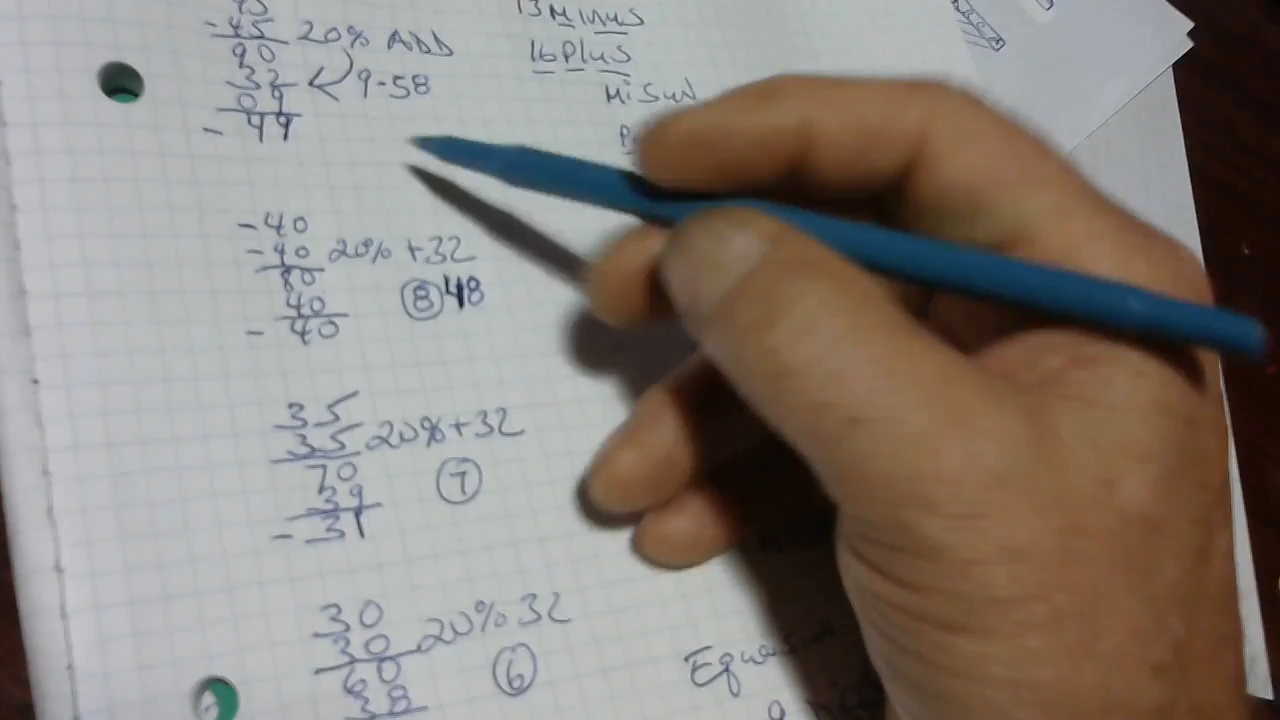 - 45 20% ADD
90
32 9-58
09
- 49
13 Minus
16 Plus
- 40
- 40 20% +32
80
40 ⑧ 48
- 40
35
35 20% +32
70
39 ⑦
- 31
30
30 20% 32
60
38 ⑥